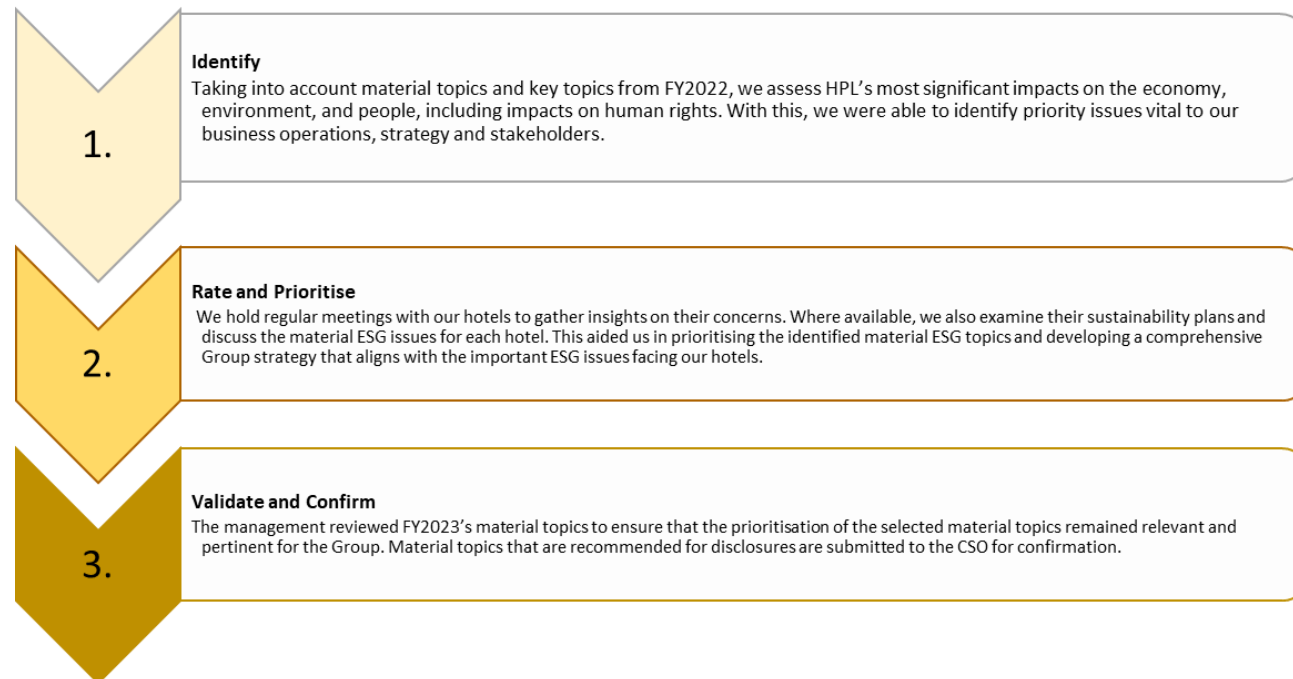 1.
Identify
Taking into account material topics and key topics from FY2022, we assess HPL's most significant impacts on the economy,
environment, and people, including impacts on human rights. With this, we were able to identify priority issues vital to our
business operations, strategy and stakeholders.
2.
Rate and Prioritise
We hold regular meetings with our hotels to gather insights on their concerns. Where available, we also examine their sustainability plans and
discuss the material ESG issues for each hotel. This aided us in prioritising the identified material ESG topics and developing a comprehensive
Group strategy that aligns with the important ESG issues facing our hotels.
3.
Validate and Confirm
The management reviewed FY2023's material topics to ensure that the prioritisation of the selected material topics remained relevant and
pertinent for the Group. Material topics that are recommended for disclosures are submitted to the CSO for confirmation.